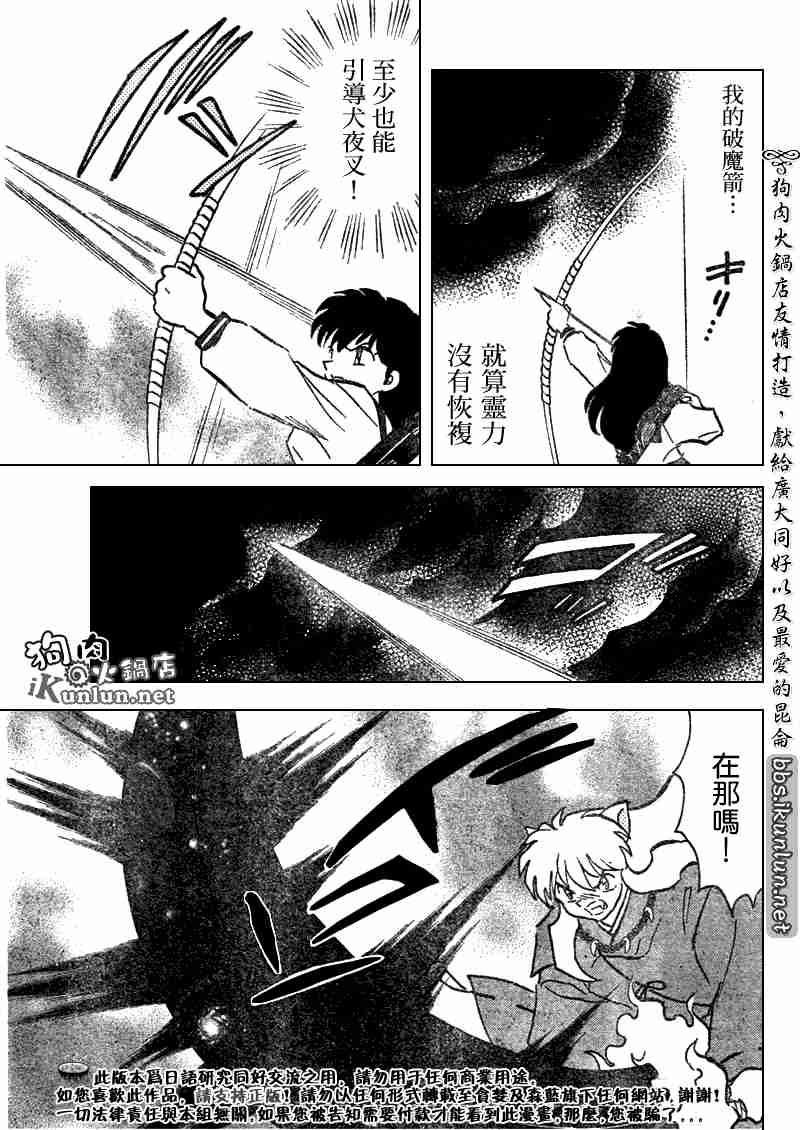 我的破魔箭…
就算靈力
沒有恢複
至少也能
引導犬夜叉！
在那嗎！
狗肉火鍋店友情打造，獻給廣大同好以及最愛的昆侖
bbs.ikunlun.net
狗肉
火鍋店
iKunlun.net
此版本爲日語研究同好交流之用，請勿用于任何商業用途，
如您喜歡此作品，請支持正版！請勿以任何形式轉載至貪婪及森藍旗下任何網站，謝謝！
一切法律責任與本組無關，如果您被告知需要付款才能看到此漫畫，那麼，您被騙了...